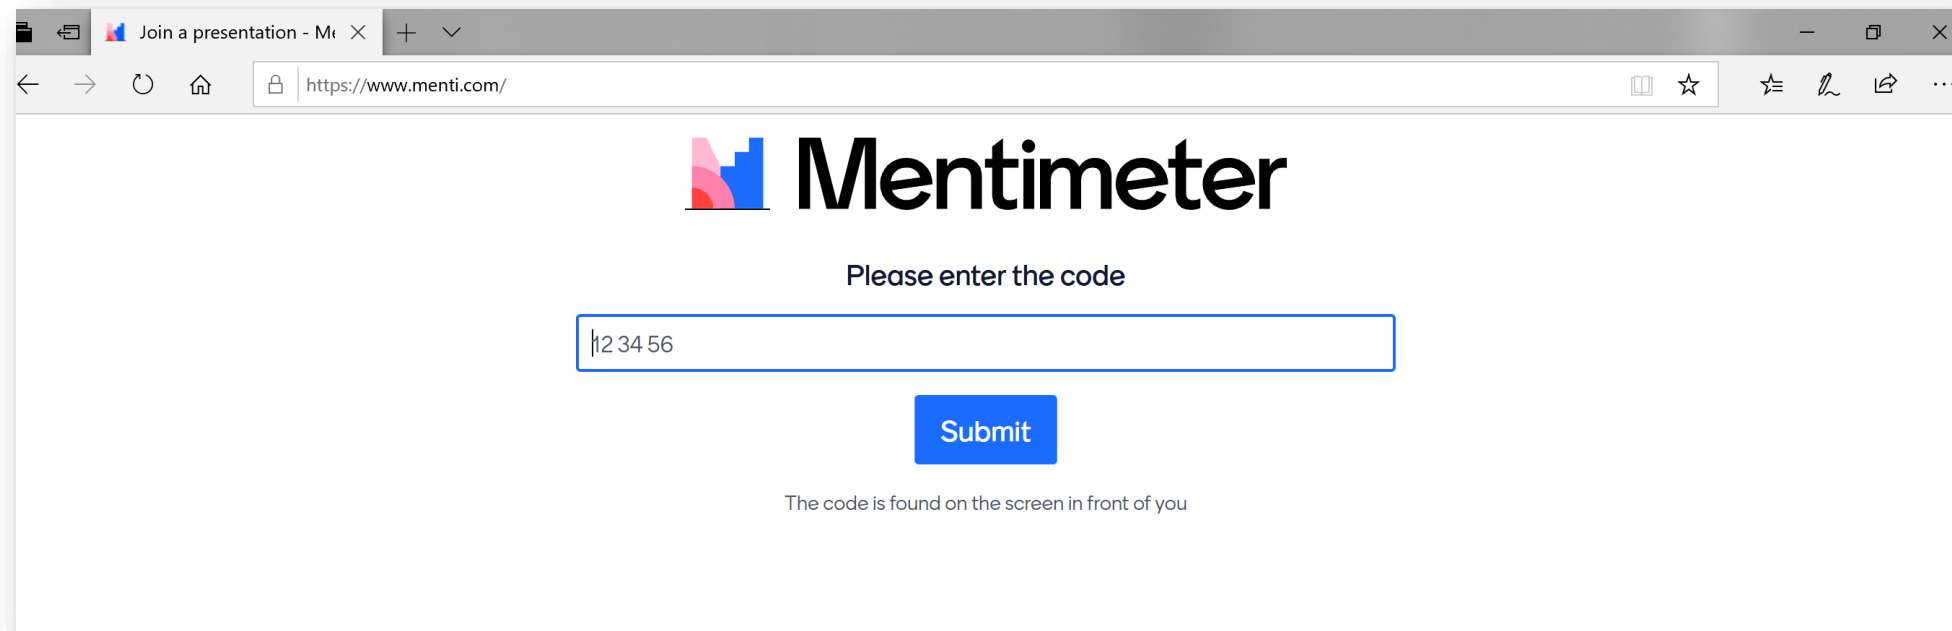 Join a presentation - Me
https://www.menti.com/
Mentimeter
Please enter the code
12 34 56
Submit
The code is found on the screen in front of you